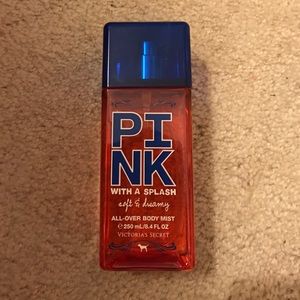 PI
NK
WITH A SPLASH
soft & dreamy
ALL-OVER BODY MIST
℮ 250 mL/8.4 FL OZ
VICTORIA'S SECRET